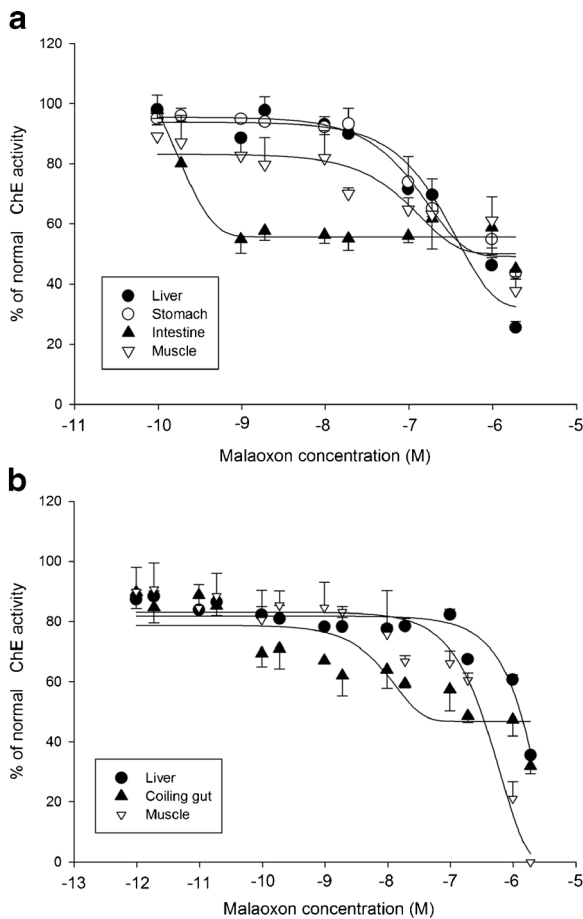 a
120
100
80
60
40
20
0
% of normal ChE activity
Liver
Stomach
Intestine
Muscle
-11 -10 -9 -8 -7 -6 -5
Malaoxon concentration (M)
b
120
100
80
60
40
20
0
% of normal ChE activity
Liver
Coiling gut
Muscle
-13 -12 -11 -10 -9 -8 -7 -6 -5
Malaoxon concentration (M)